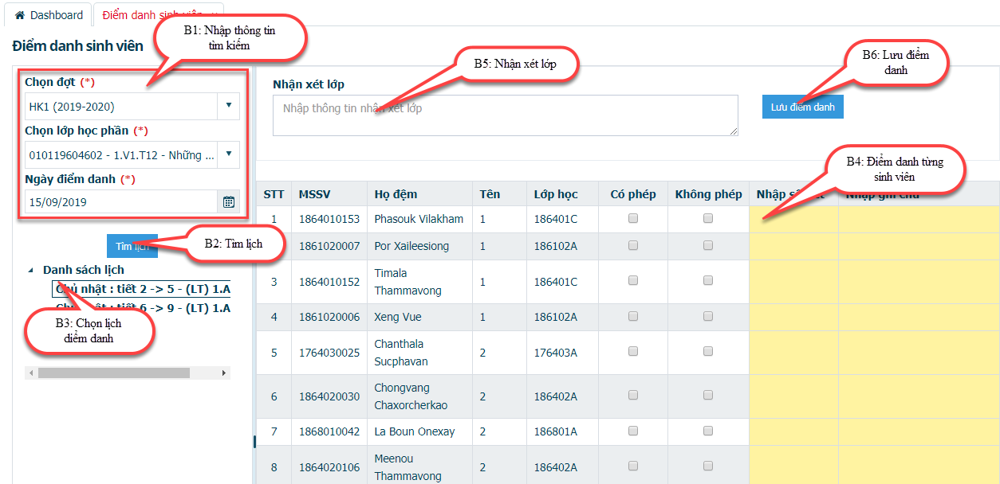 Dashboard
Điểm danh sinh viên
B1: Nhập thông tin
tìm kiếm
Điểm danh sinh viên
Chọn đợt (*)
HK1 (2019-2020)
Chọn lớp học phần (*)
010119604602 - 1.V1.T12 - Những ...
Ngày điểm danh (*)
15/09/2019
Tìm lịch
B2: Tìm lịch
Danh sách lịch
Chủ nhật : tiết 2 -> 5 - (LT) 1.A
Chủ nhật : tiết 6 -> 9 - (LT) 1.A
B3: Chọn lịch
điểm danh
Nhận xét lớp
Nhập thông tin nhận xét lớp
B5: Nhận xét lớp
B6: Lưu điểm
danh
Lưu điểm danh
B4: Điểm danh từng
sinh viên
STT MSSV Họ đệm Tên Lớp học Có phép Không phép Nhập Nhập ghi chú
1 1864010153 Phasouk Vilakham 1 186401C
1861020007 Por Xaileesiong 1 186102A
3 1864010152 Timala Thammavong 1 186401C
4 1861020006 Xeng Vue 1 186102A
5 1764030025 Chanthala Sucphavan 2 176403A
6 1864020030 Chongvang Chaxorcherkao 2 186402A
7 1868010042 La Boun Onexay 2 186801A
8 1864020106 Meenou Thammavong 2 186402A